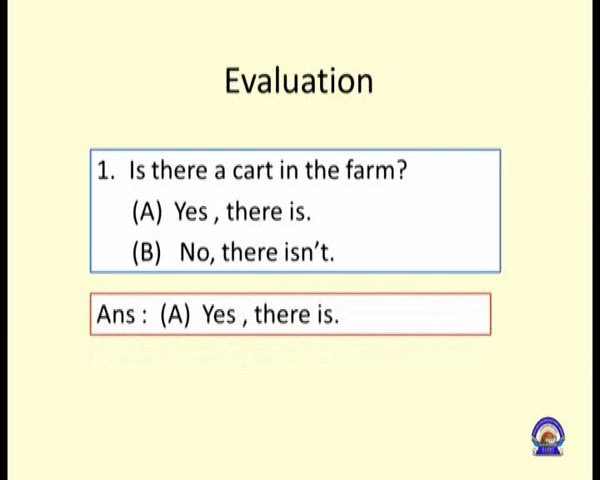 Evaluation
1. Is there a cart in the farm?
(A) Yes , there is.
(B) No, there isn't.
Ans : (A) Yes , there is.